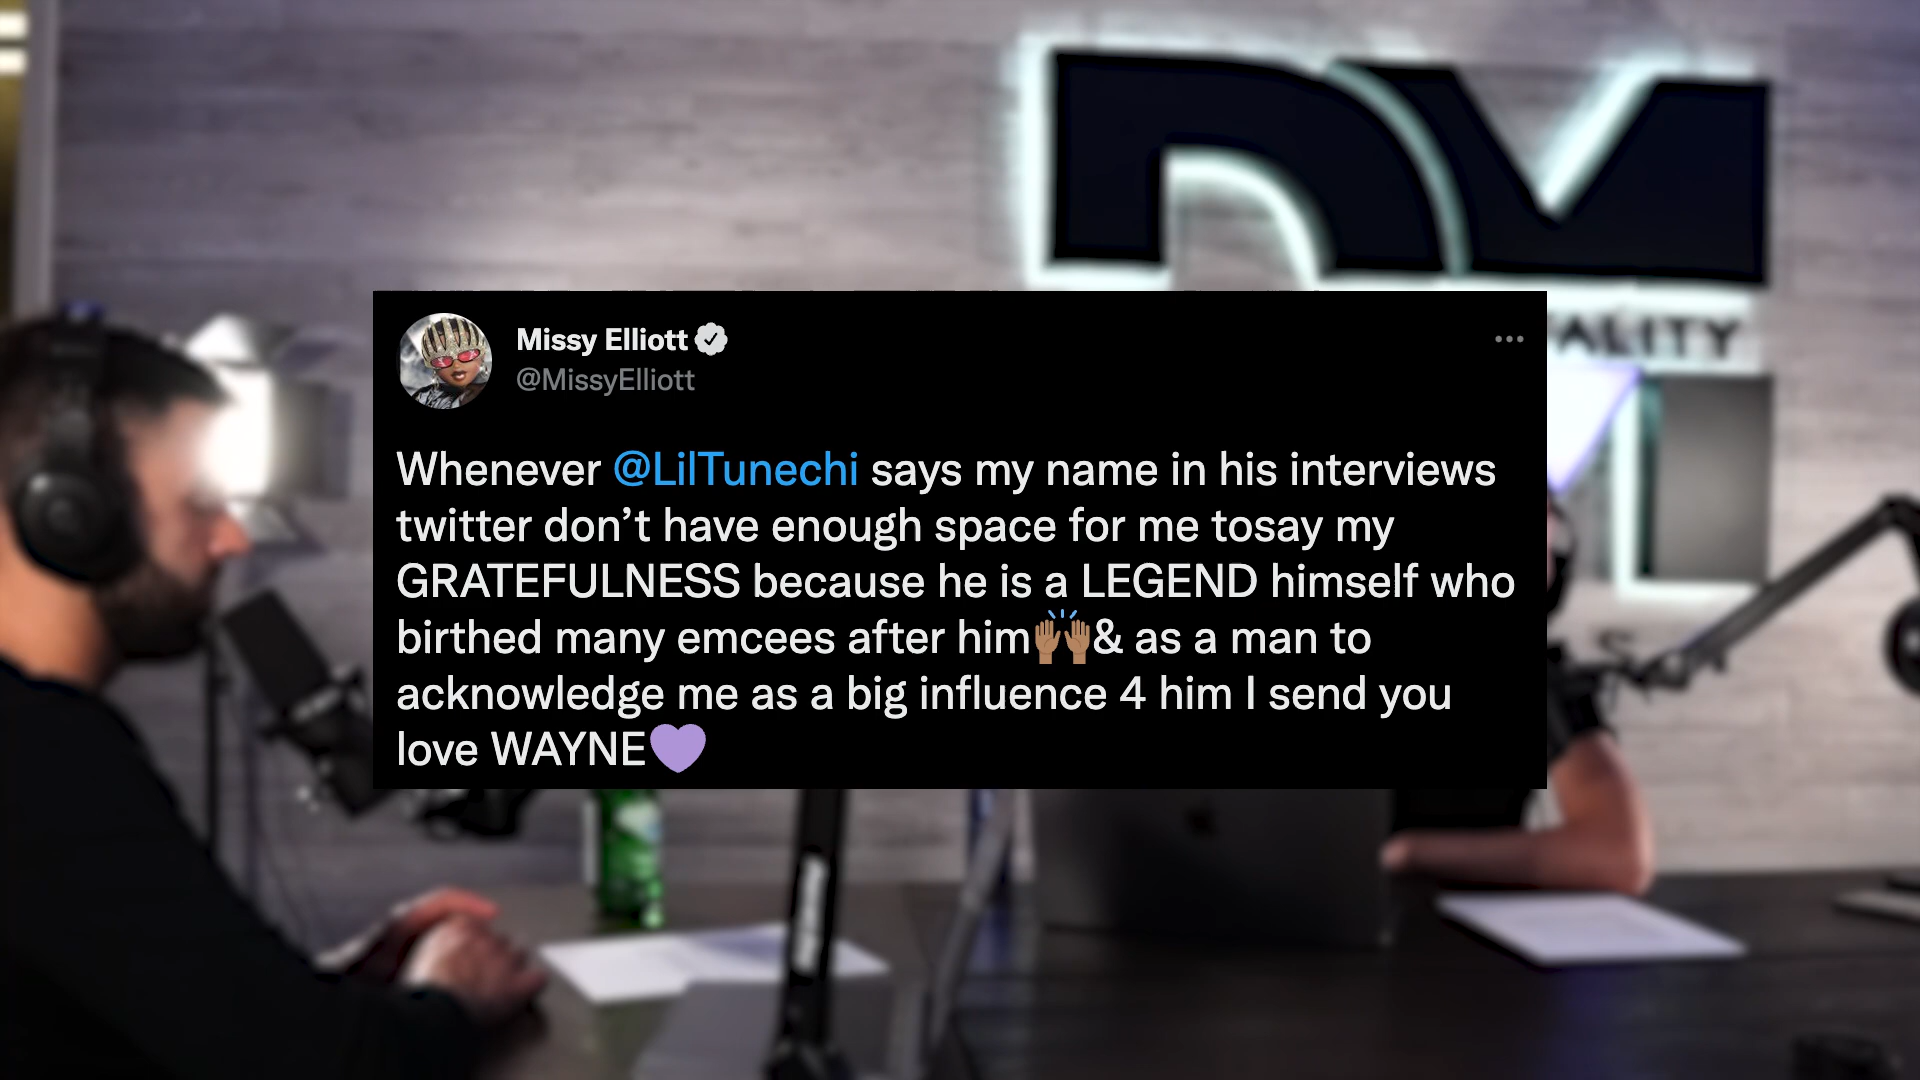 DM
ALITY
Missy Elliott
@MissyElliott
Whenever @LilTunechi says my name in his interviews
twitter don’t have enough space for me tosay my
GRATEFULNESS because he is a LEGEND himself who
birthed many emcees after him🙌🏽& as a man to
acknowledge me as a big influence 4 him I send you
love WAYNE💜